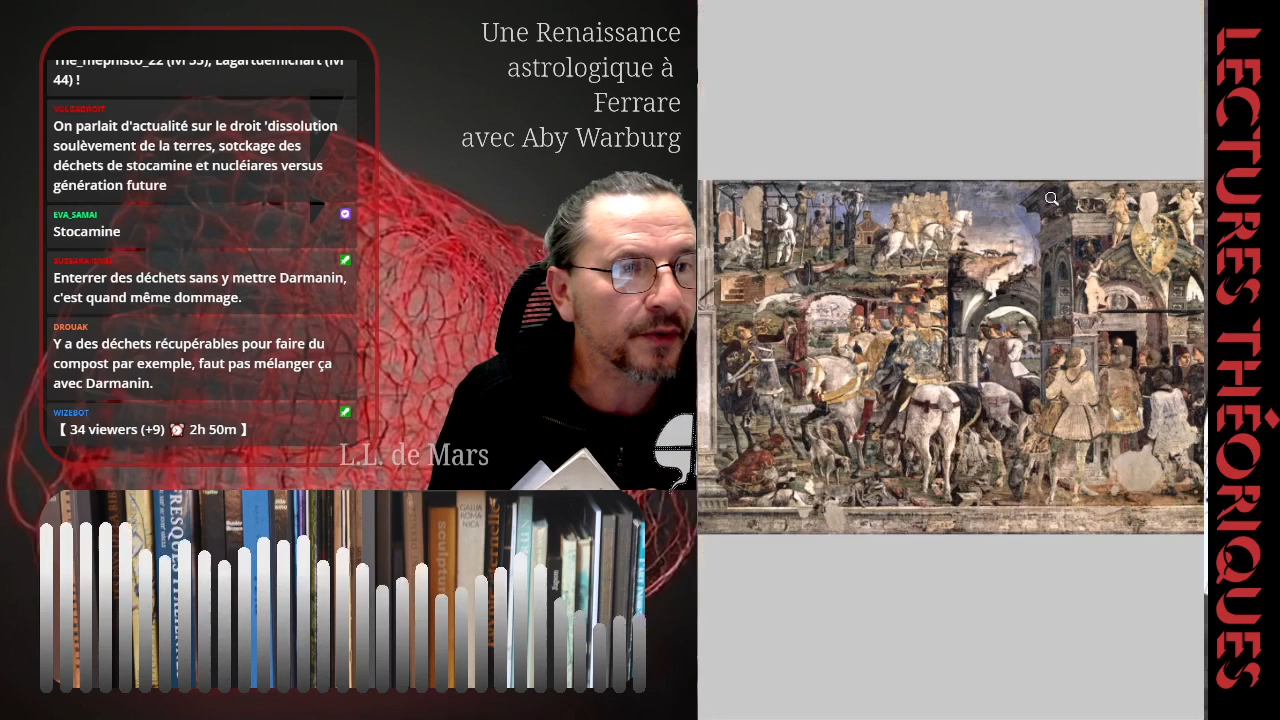 Une Renaissance
astrologique à
Ferrare
avec Aby Warburg
44) !
On parlait d'actualité sur le droit 'dissolution
soulèvement de la terres, sotckage des
déchets de stocamine et nucléiares versus
génération future
EVA_SAMAI
Stocamine
Enterrer des déchets sans y mettre Darmanin,
c'est quand même dommage.
DROUAK
Y a des déchets récupérables pour faire du
compost par exemple, faut pas mélanger ça
avec Darmanin.
WIZEBOT
【 34 viewers (+9) ⏰ 2h 50m 】
L.L. de Mars
LECTURES THÉORIQUES